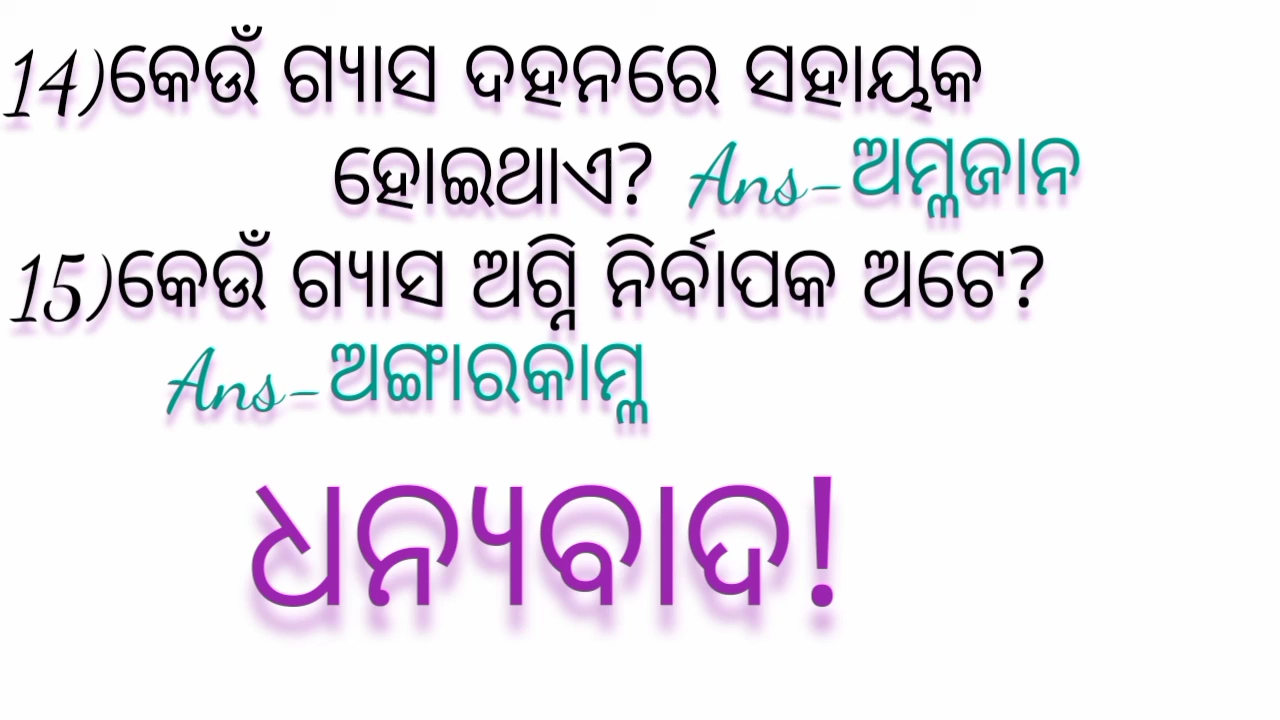 14)କେଉଁ ଗ୍ୟାସ ଦହନରେ ସହାୟକ
ହୋଇଥାଏ? Ans-ଅମ୍ଳଜାନ
15)କେଉଁ ଗ୍ୟାସ ଅଗ୍ନି ନିର୍ବାପକ ଅଟେ?
Ans-ଅଙ୍ଗାରକାମ୍ଳ
ଧନ୍ୟବାଦ!